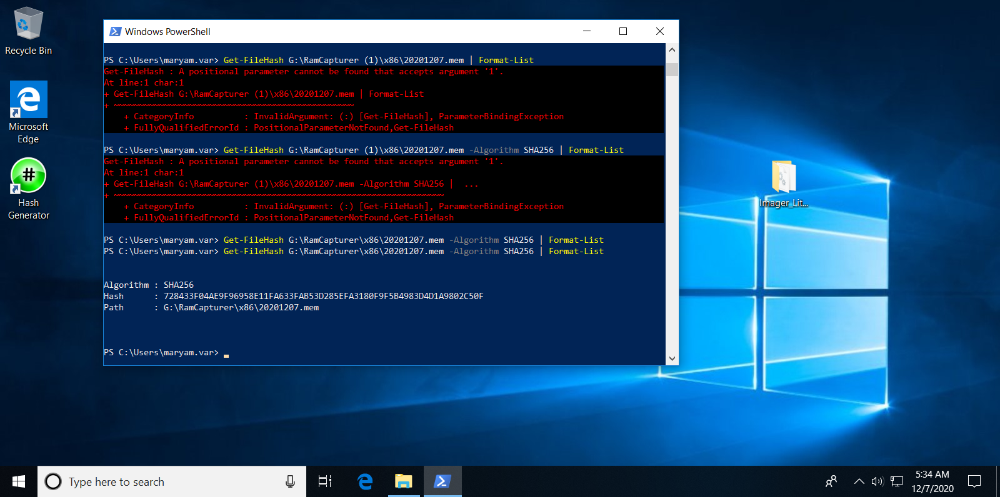 Recycle Bin
Microsoft
Edge
#
Hash
Generator
Windows PowerShell
PS C:\Users\maryam.var> Get-FileHash G:\RamCapturer (1)\x86\20201207.mem | Format-List
Get-FileHash : A positional parameter cannot be found that accepts argument '1'.
At line:1 char:1
+ Get-FileHash G:\RamCapturer (1)\x86\20201207.mem | Format-List
+ ~~~~~~~~~~~~~~~~~~~~~~~~~~~~~~~~~~~~~~~~~~~~~~~~
+ CategoryInfo          : InvalidArgument: (:) [Get-FileHash], ParameterBindingException
+ FullyQualifiedErrorId : PositionalParameterNotFound,Get-FileHash
PS C:\Users\maryam.var> Get-FileHash G:\RamCapturer (1)\x86\20201207.mem -Algorithm SHA256 | Format-List
Get-FileHash : A positional parameter cannot be found that accepts argument '1'.
At line:1 char:1
+ Get-FileHash G:\RamCapturer (1)\x86\20201207.mem -Algorithm SHA256 |  ...
+ ~~~~~~~~~~~~~~~~~~~~~~~~~~~~~~~~~~~~~~~~~~~~~~~~~~~~~~~~~~~~~~~~~~
+ CategoryInfo          : InvalidArgument: (:) [Get-FileHash], ParameterBindingException
+ FullyQualifiedErrorId : PositionalParameterNotFound,Get-FileHash
PS C:\Users\maryam.var> Get-FileHash G:\RamCapturer\x86\20201207.mem -Algorithm SHA256 | Format-List
PS C:\Users\maryam.var> Get-FileHash G:\RamCapturer\x86\20201207.mem -Algorithm SHA256 | Format-List
Algorithm : SHA256
Hash      : 728433F04AE9F96958E11FA633FAB53D285EFA3180F9F5B4983D4D1A9802C50F
Path      : G:\RamCapturer\x86\20201207.mem
PS C:\Users\maryam.var>
Imager_Lit...
Type here to search
5:34 AM
12/7/2020